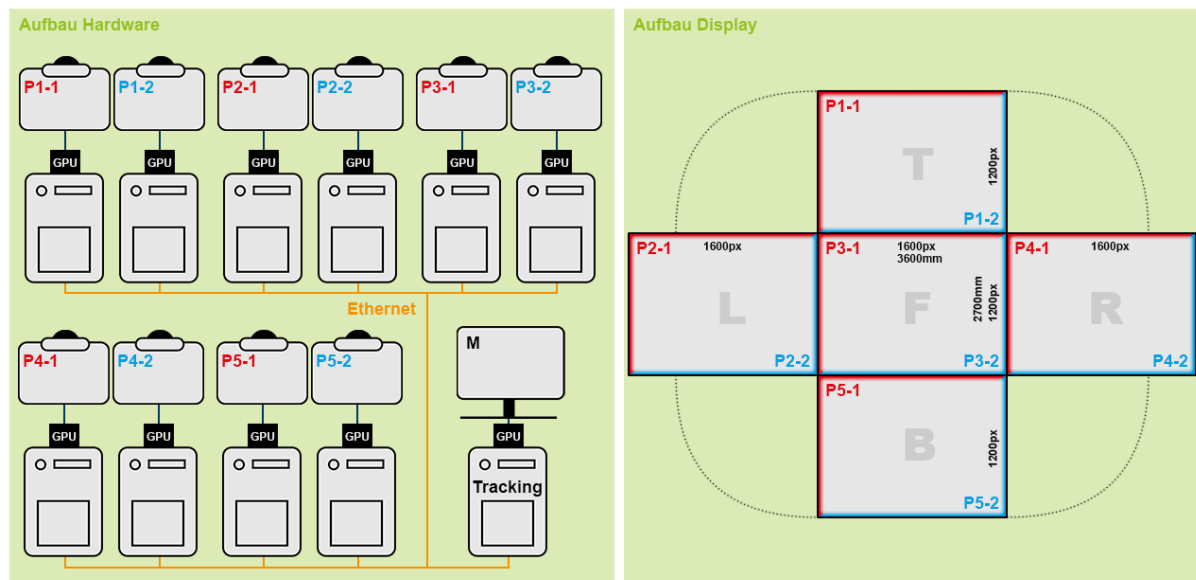 Aufbau Hardware
P1-1
P1-2
P2-1
P2-2
P3-1
P3-2
GPU
GPU
GPU
GPU
GPU
GPU
Ethernet
P4-1
P4-2
P5-1
P5-2
M
GPU
GPU
GPU
GPU
GPU
Tracking
Aufbau Display
P1-1
T
1200px
P1-2
P2-1
1600px
L
P2-2
P3-1
1600px
3600mm
F
2700mm
1200px
P3-2
P4-1
1600px
R
P4-2
P5-1
B
1200px
P5-2